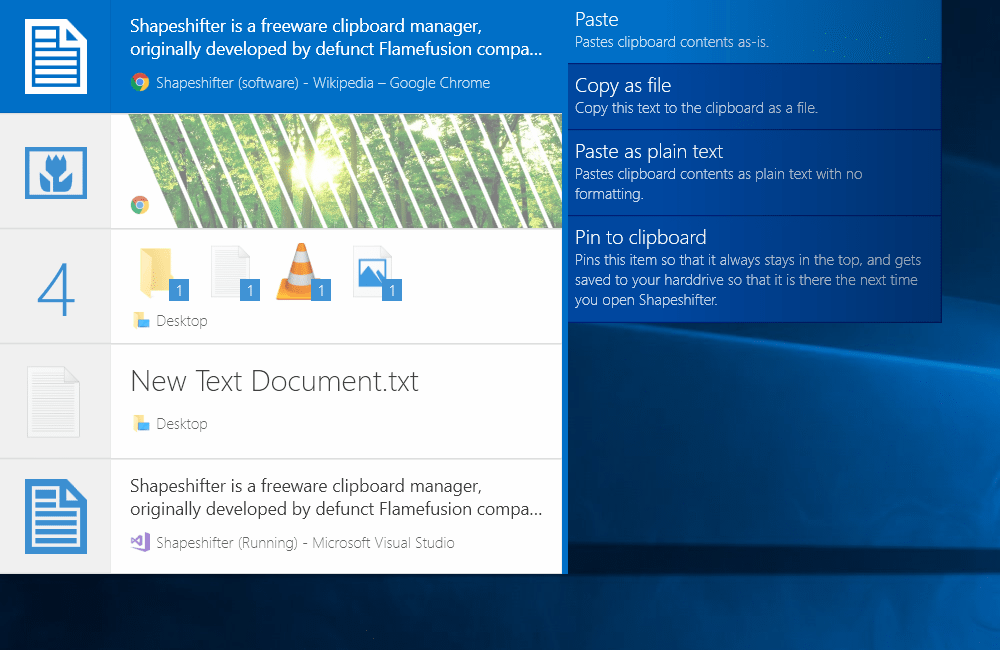 Shapeshifter is a freeware clipboard manager,
originally developed by defunct Flamefusion compa...
Shapeshifter (software) - Wikipedia – Google Chrome
4
1
1
1
1
Desktop
New Text Document.txt
Desktop
Shapeshifter is a freeware clipboard manager,
originally developed by defunct Flamefusion compa...
Shapeshifter (Running) - Microsoft Visual Studio
Paste
Pastes clipboard contents as-is.
Copy as file
Copy this text to the clipboard as a file.
Paste as plain text
Pastes clipboard contents as plain text with no
formatting.
Pin to clipboard
Pins this item so that it always stays in the top, and gets
saved to your harddrive so that it is there the next time
you open Shapeshifter.